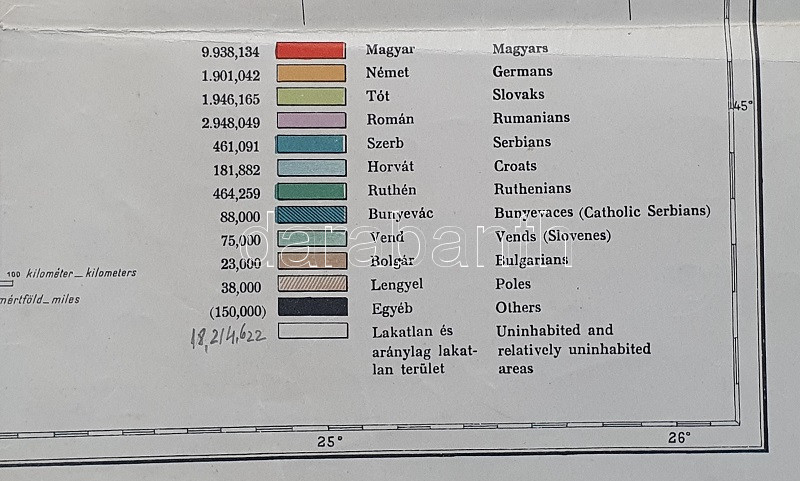 9.938,134 Magyar Magyars
1.901,042 Német Germans
1.946,165 Tót Slovaks
2.948,049 Román Rumanians
461,091 Szerb Serbians
181,882 Horvát Croats
464,259 Ruthén Ruthenians
88,000 Bunyevác Bunyevaces (Catholic Serbians)
75,000 Vend Vends (Slovenes)
23,000 Bolgár Bulgarians
38,000 Lengyel Poles
(150,000) Egyéb Others
18,214,622 Lakatlan és Uninhabited and
aránylag lakat- relatively uninhabited
lan terület areas
45°
100 kilométer_kilometers
mértföld_miles
25° 26°
darabanth